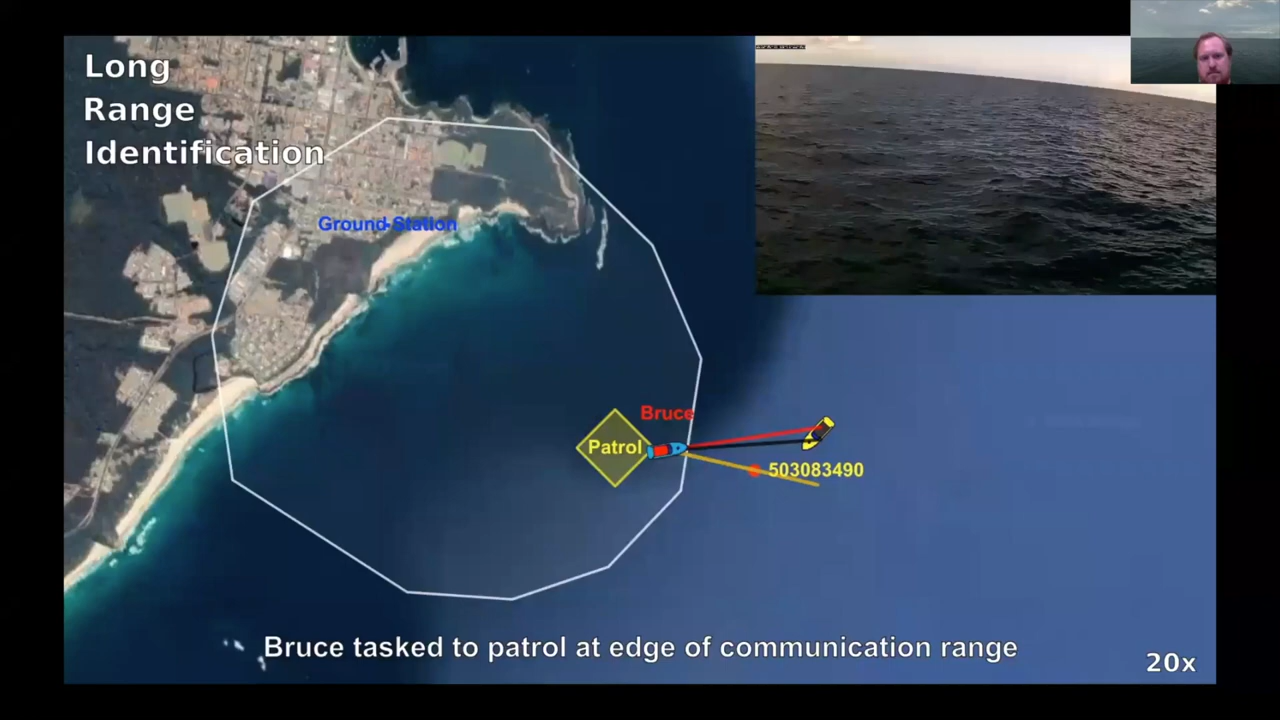 Long
Range
Identification
Ground Station
Bruce
Patrol
503083490
Bruce tasked to patrol at edge of communication range
20x